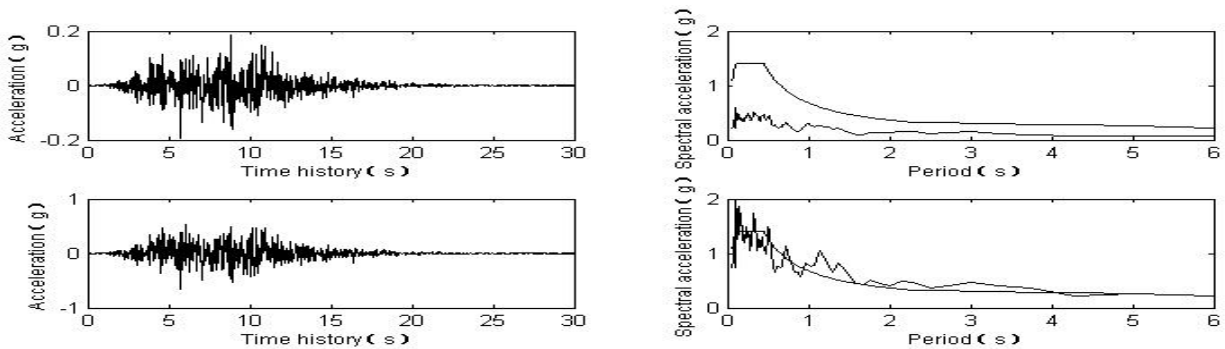 Acceleration(g)
0.2
0
-0.2
0 5 10 15 20 25 30
Time history(s)
Spectral acceleration(g)
2
1
0
0 1 2 3 4 5 6
Period(s)
Acceleration(g)
1
0
-1
0 5 10 15 20 25 30
Time history(s)
Spectral acceleration(g)
2
1
0
0 1 2 3 4 5 6
Period(s)